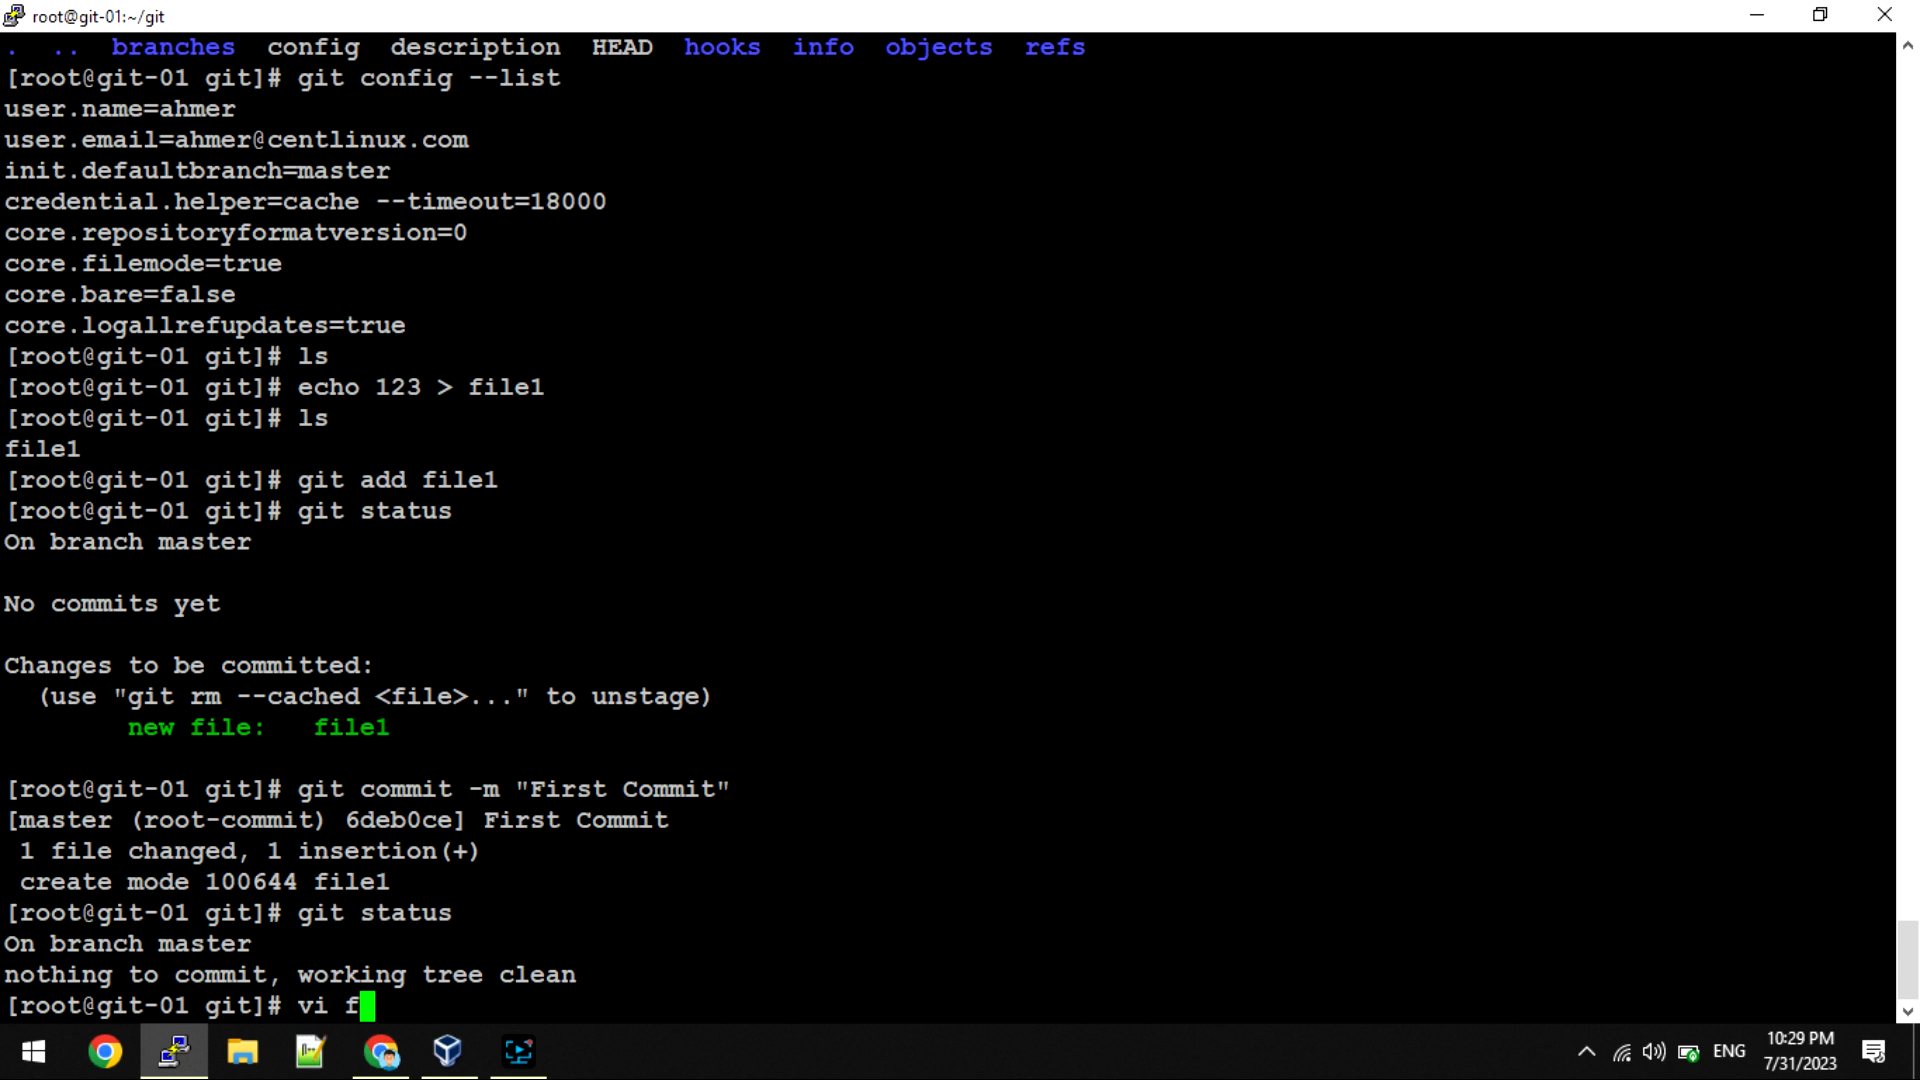 root@git-01:~/git
. .. branches config description HEAD hooks info objects refs
[root@git-01 git]# git config --list
user.name=ahmer
user.email=ahmer@centlinux.com
init.defaultbranch=master
credential.helper=cache --timeout=18000
core.repositoryformatversion=0
core.filemode=true
core.bare=false
core.logallrefupdates=true
[root@git-01 git]# ls
[root@git-01 git]# echo 123 > file1
[root@git-01 git]# ls
file1
[root@git-01 git]# git add file1
[root@git-01 git]# git status
On branch master
No commits yet
Changes to be committed:
(use "git rm --cached <file>..." to unstage)
new file: file1
[root@git-01 git]# git commit -m "First Commit"
[master (root-commit) 6deb0ce] First Commit
1 file changed, 1 insertion(+)
create mode 100644 file1
[root@git-01 git]# git status
On branch master
nothing to commit, working tree clean
[root@git-01 git]# vi f
ENG
10:29 PM
7/31/2023